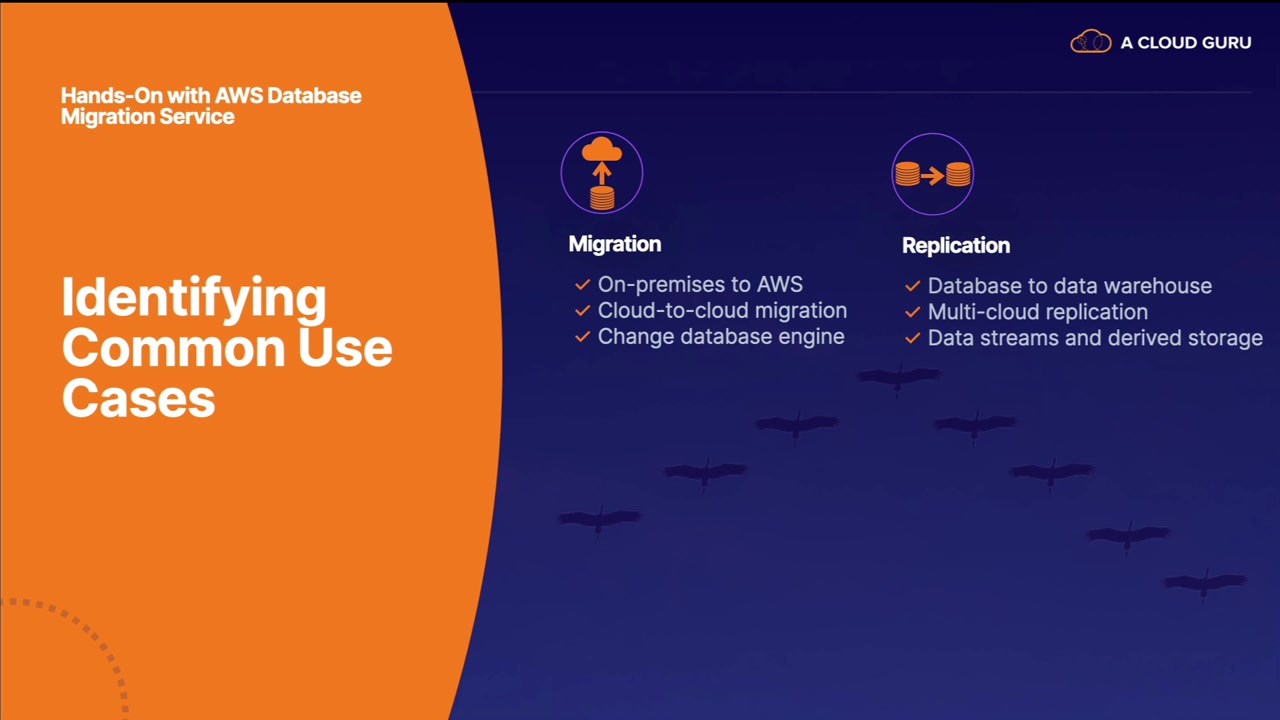 Hands-On with AWS Database
Migration Service
Identifying
Common Use
Cases
A CLOUD GURU
Migration
On-premises to AWS
Cloud-to-cloud migration
Change database engine
Replication
Database to data warehouse
Multi-cloud replication
Data streams and derived storage